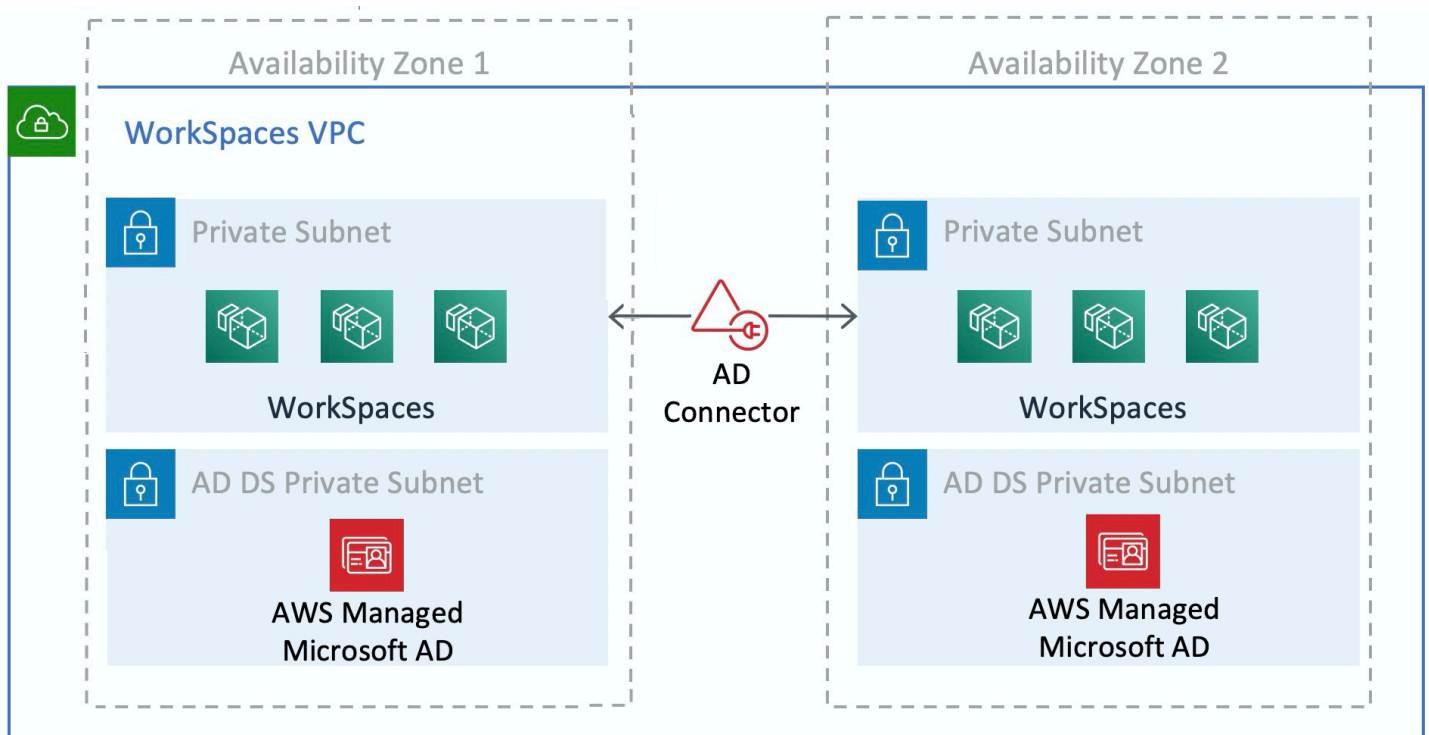 Availability Zone 1
Availability Zone 2
WorkSpaces VPC
Private Subnet
WorkSpaces
AD DS Private Subnet
AWS Managed
Microsoft AD
AD
Connector
Private Subnet
WorkSpaces
AD DS Private Subnet
AWS Managed
Microsoft AD